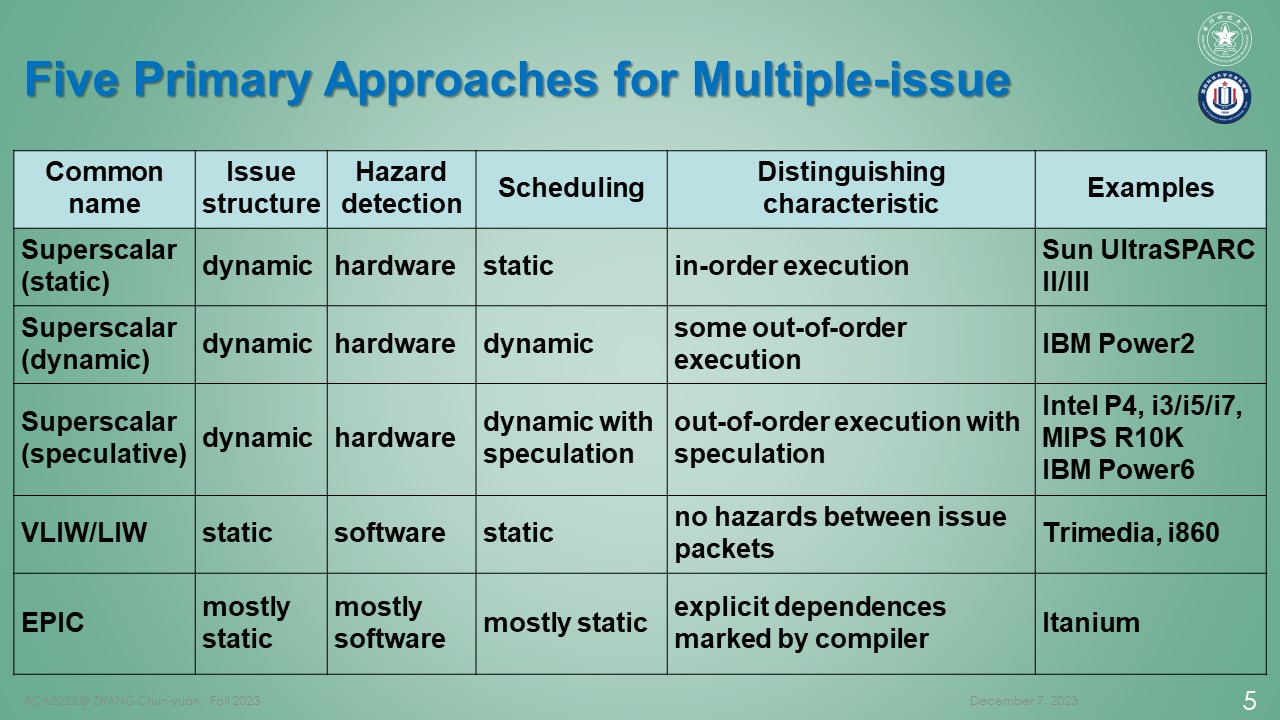 Five Primary Approaches for Multiple-issue
Common
name
Issue
structure
Hazard
detection
Scheduling
Distinguishing
characteristic
Examples
Superscalar
(static)
dynamic
hardware
static
in-order execution
Sun UltraSPARC
II/III
Superscalar
(dynamic)
dynamic
hardware
dynamic
some out-of-order
execution
IBM Power2
Superscalar
(speculative)
dynamic
hardware
dynamic with
speculation
out-of-order execution with
speculation
Intel P4, i3/i5/i7,
MIPS R10K
IBM Power6
VLIW/LIW
static
software
static
no hazards between issue
packets
Trimedia, i860
EPIC
mostly
static
mostly
software
mostly static
explicit dependences
marked by compiler
Itanium
ACA2023 © ZHANG Chun-yuan, Fall 2023
December 7, 2023
5